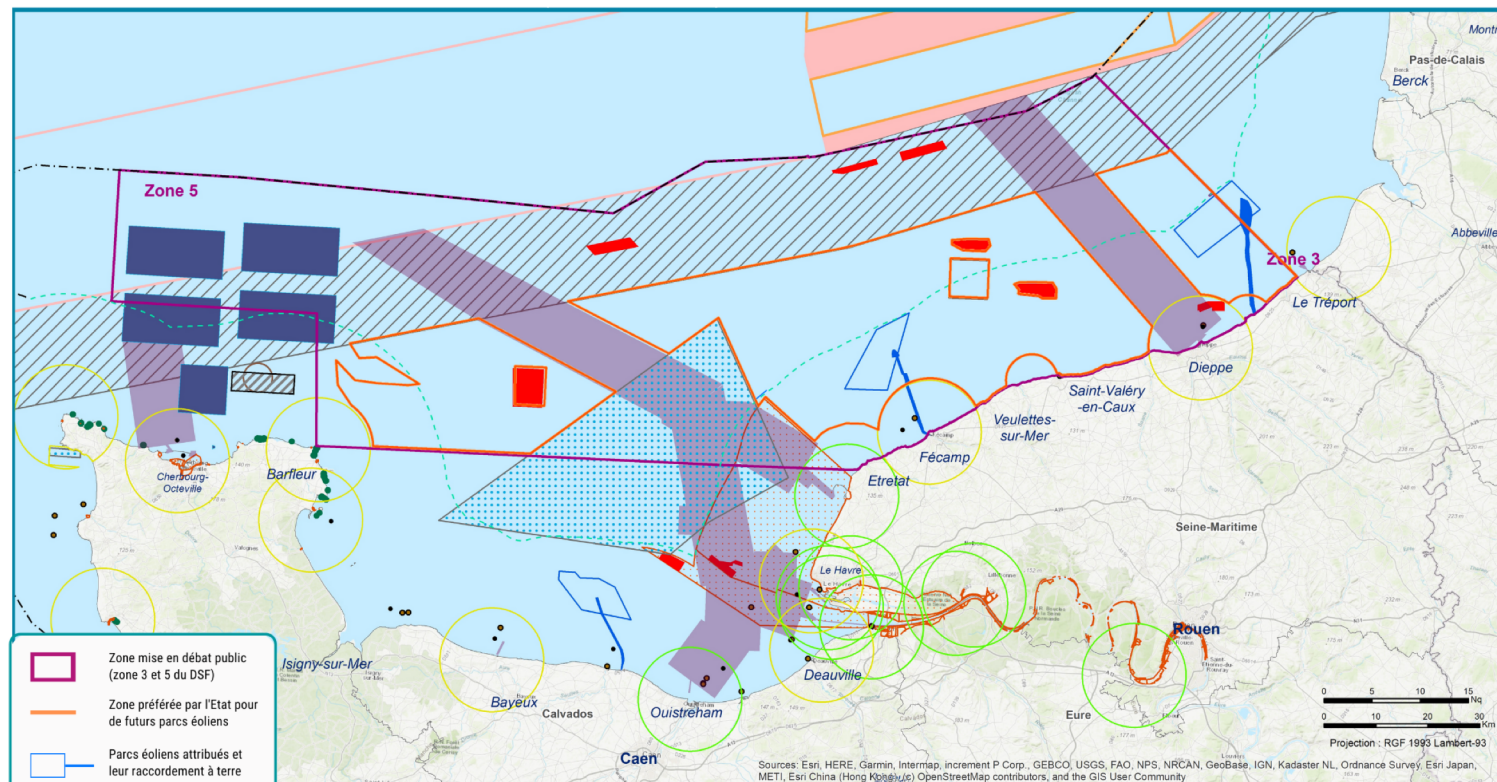 Mont
Pas-de-Calais
Berck
Zone 5
Abbeville
Zone 3
Le Tréport
Dieppe
Saint-Valéry
-en-Caux
Veulettes-
sur-Mer
Fécamp
Etretat
Barfleur
Cherbourg-
Octeville
Seine-Maritime
Le Havre
Rouen
Isigny-sur-Mer
Deauville
Bayeux
Calvados
Ouistreham
Eure
Caen
Zone mise en débat public
(zone 3 et 5 du DSF)
Zone préférée par l'Etat pour
de futurs parcs éoliens
Parcs éoliens attribués et
leur raccordement à terre
0 5 10 15
Nq
0 10 20 30
Km
Projection : RGF 1993 Lambert-93
Sources: Esri, HERE, Garmin, Intermap, increment P Corp., GEBCO, USGS, FAO, NPS, NRCAN, GeoBase, IGN, Kadaster NL, Ordnance Survey, Esri Japan,
METI, Esri China (Hong Kong), (c) OpenStreetMap contributors, and the GIS User Community